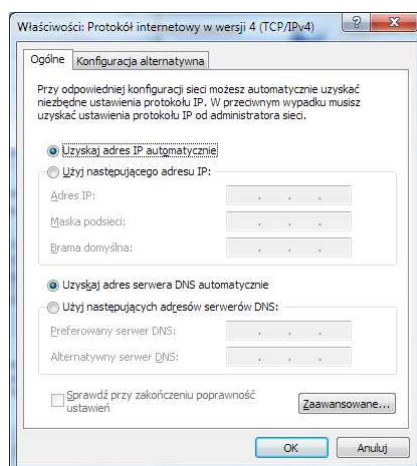 Właściwości: Protokół internetowy w wersji 4 (TCP/IPv4)
Ogólne
Konfiguracja alternatywna
Przy odpowiedniej konfiguracji sieci możesz automatycznie uzyskać
niezbędne ustawienia protokołu IP. W przeciwnym wypadku musisz
uzyskać ustawienia protokołu IP od administratora sieci.
Uzyskaj adres IP automatycznie
Użyj następującego adresu IP:
Adres IP:
Maska podsieci:
Brama domyślna:
Uzyskaj adres serwera DNS automatycznie
Użyj następujących adresów serwerów DNS:
Preferowany serwer DNS:
Alternatywny serwer DNS:
Sprawdź przy zakończeniu poprawność
ustawień
Zaawansowane...
OK
Anuluj